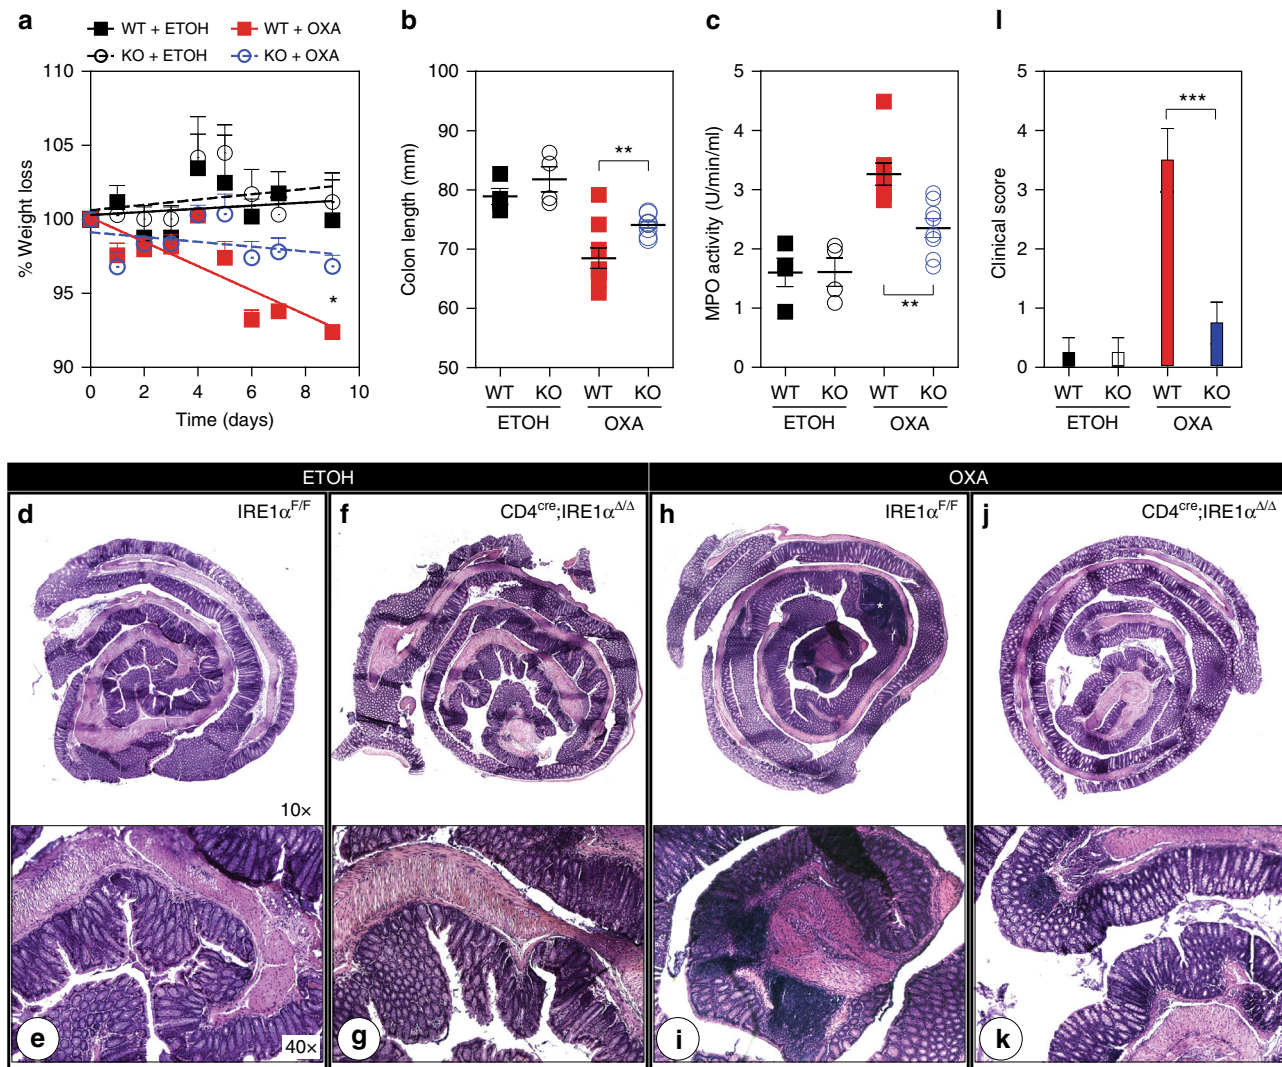 a
WT + ETOH
WT + OXA
KO + ETOH
KO + OXA
110
105
100
95
90
% Weight loss
*
0
2
4
6
8
10
Time (days)
b
100
90
80
70
60
50
Colon length (mm)
**
WT KO WT KO
ETOH OXA
c
5
4
3
2
1
0
MPO activity (U/min/ml)
**
WT KO WT KO
ETOH OXA
l
5
4
3
2
1
0
Clinical score
***
WT KO WT KO
ETOH OXA
ETOH OXA
d IRE1α^F/F
f CD4^cre;IRE1α^Δ/Δ
h IRE1α^F/F
j CD4^cre;IRE1α^Δ/Δ
*
10×
e 40×
g
i
k